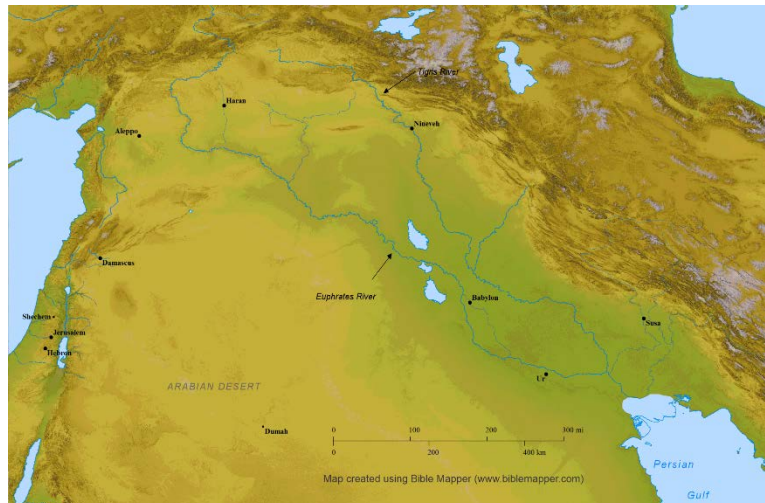 Tigris River
Haran
Nineveh
Aleppo
Damascus
Euphrates River
Babylon
Shechem
Susa
Jerusalem
Hebron
Ur
ARABIAN DESERT
Dumah
0 100 200 300 mi
0 200 400 km
Map created using Bible Mapper (www.biblemapper.com)
Persian
Gulf